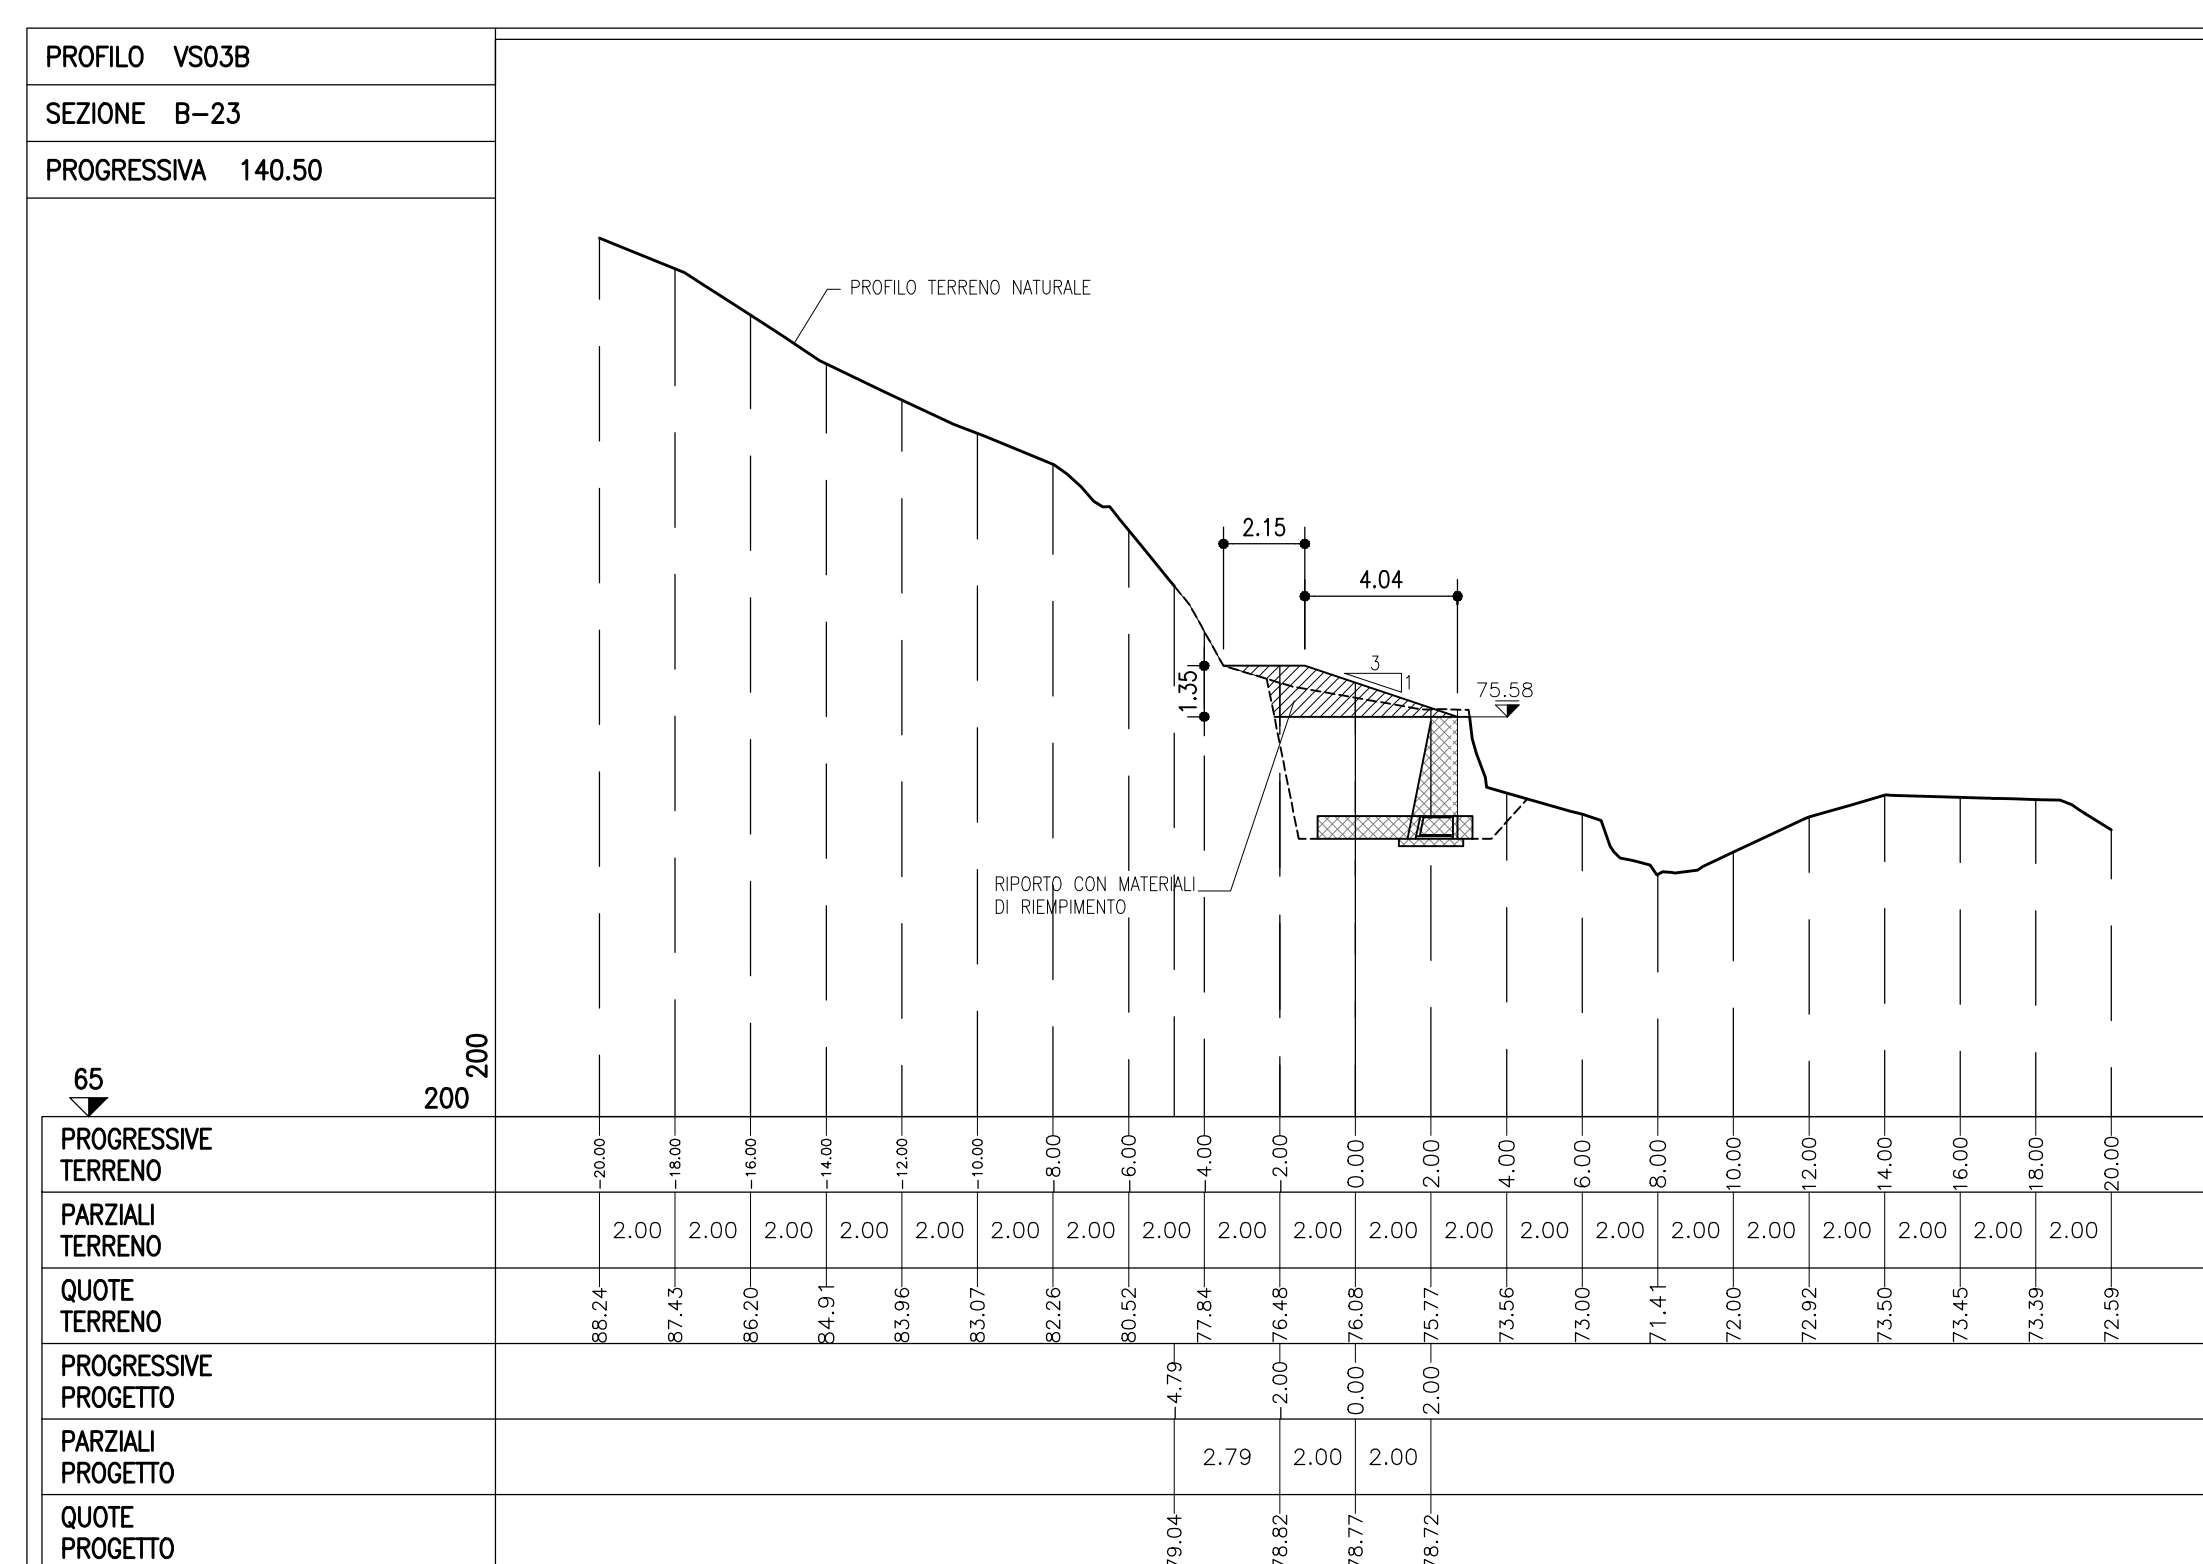 PROFILO VS03B
SEZIONE B-23
PROGRESSIVA 140.50
PROFILO TERRENO NATURALE
2.15
4.04
3
1
1.35
75.58
RIPORTO CON MATERIALI
DI RIEMPIMENTO
65
200
200
PROGRESSIVE
TERRENO
-20.00 -18.00 -16.00 -14.00 -12.00 -10.00 -8.00 -6.00 -4.00 -2.00 0.00 2.00 4.00 6.00 8.00 10.00 12.00 14.00 16.00 18.00 20.00
PARZIALI
TERRENO
2.00 2.00 2.00 2.00 2.00 2.00 2.00 2.00 2.00 2.00 2.00 2.00 2.00 2.00 2.00 2.00 2.00 2.00 2.00 2.00
QUOTE
TERRENO
88.24 87.43 86.20 84.91 83.96 83.07 82.26 80.52 77.84 76.48 76.08 75.77 73.56 73.00 71.41 72.00 72.92 73.50 73.45 73.39 72.59
PROGRESSIVE
PROGETTO
-4.79 -2.00 0.00 2.00
PARZIALI
PROGETTO
2.79 2.00 2.00
QUOTE
PROGETTO
79.04 78.82 78.77 78.72